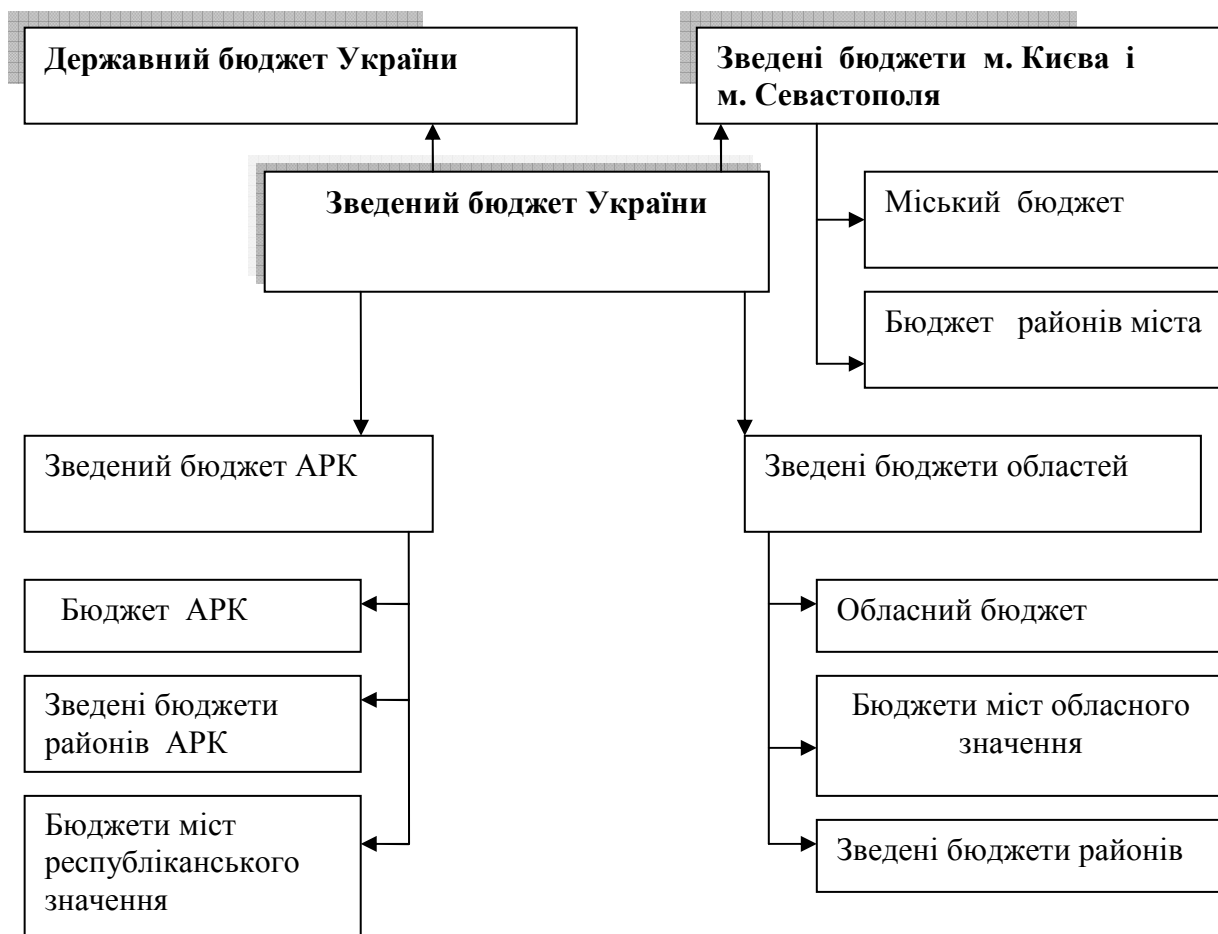 Державний бюджет України
Зведені бюджети м. Києва і
м. Севастополя
Зведений бюджет України
Міський бюджет
Бюджет районів міста
Зведений бюджет АРК
Зведені бюджети областей
Бюджет АРК
Обласний бюджет
Зведені бюджети
районів АРК
Бюджети міст обласного
значення
Бюджети міст
республіканського
значення
Зведені бюджети районів